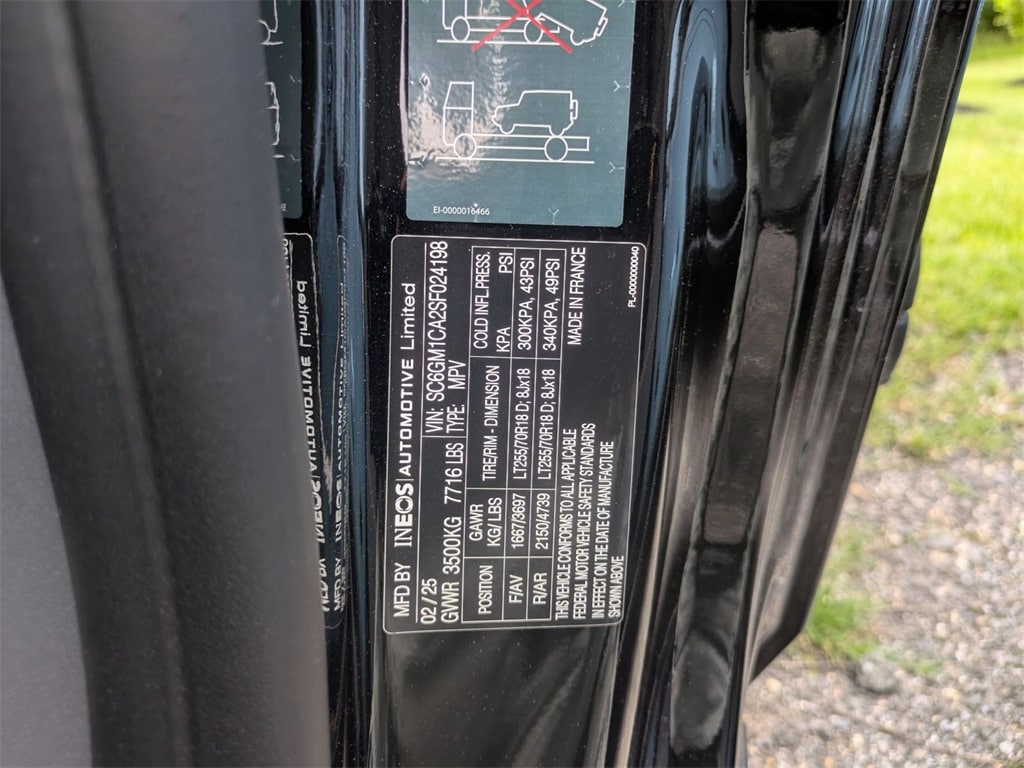 EI-0000016466
MFD BY INEOS|AUTOMOTIVE Limited
02 / 25 VIN: SC6GM1CA2SF024198
GVWR 3500KG 7716 LBS TYPE: MPV
POSITION GAWR KG/LBS TIRE/RIM - DIMENSION COLD INFL.PRESS. KPA PSI
F/AV 1667/3697 LT255/70R18 D; 8Jx18 300KPA, 43PSI
R/AR 2150/4739 LT255/70R18 D; 8Jx18 340KPA, 49PSI
THIS VEHICLE CONFORMS TO ALL APPLICABLE MADE IN FRANCE
FEDERAL MOTOR VEHICLE SAFETY STANDARDS
IN EFFECT ON THE DATE OF MANUFACTURE
SHOWN ABOVE
PL-0000000040